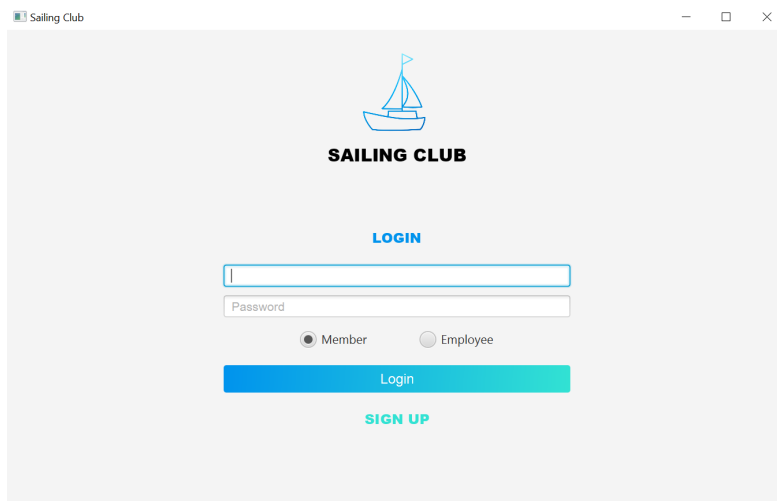 Sailing Club
SAILING CLUB
LOGIN
Password
Member Employee
Login
SIGN UP